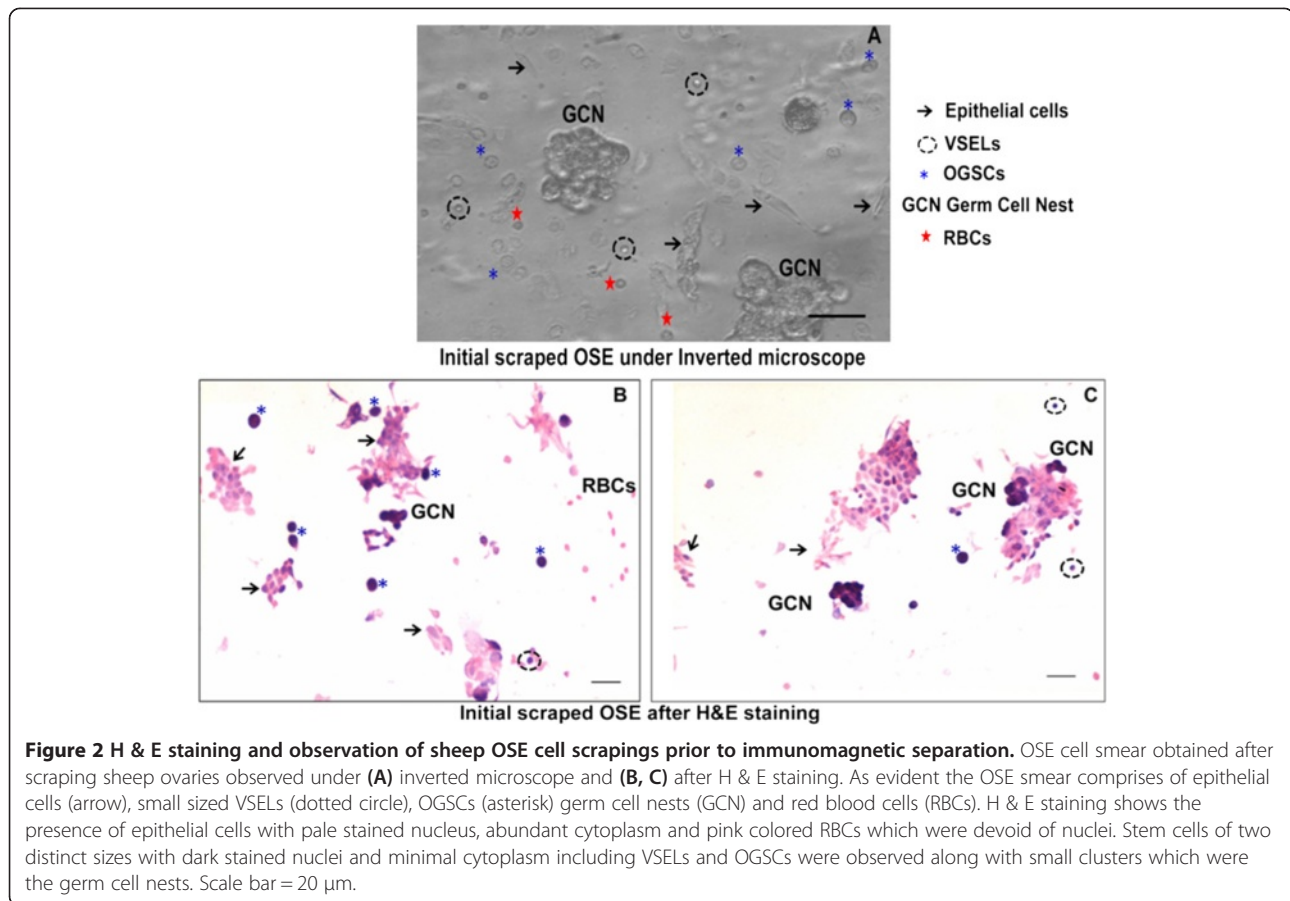 A
GCN
GCN
→ Epithelial cells
VSELs
* OGSCs
GCN Germ Cell Nest
★ RBCs
Initial scraped OSE under Inverted microscope
B
RBCs
GCN
C
GCN
GCN
GCN
Initial scraped OSE after H&E staining
Figure 2 H & E staining and observation of sheep OSE cell scrapings prior to immunomagnetic separation. OSE cell smear obtained after
scraping sheep ovaries observed under (A) inverted microscope and (B, C) after H & E staining. As evident the OSE smear comprises of epithelial
cells (arrow), small sized VSELs (dotted circle), OGSCs (asterisk) germ cell nests (GCN) and red blood cells (RBCs). H & E staining shows the
presence of epithelial cells with pale stained nucleus, abundant cytoplasm and pink colored RBCs which were devoid of nuclei. Stem cells of two
distinct sizes with dark stained nuclei and minimal cytoplasm including VSELs and OGSCs were observed along with small clusters which were
the germ cell nests. Scale bar = 20 μm.